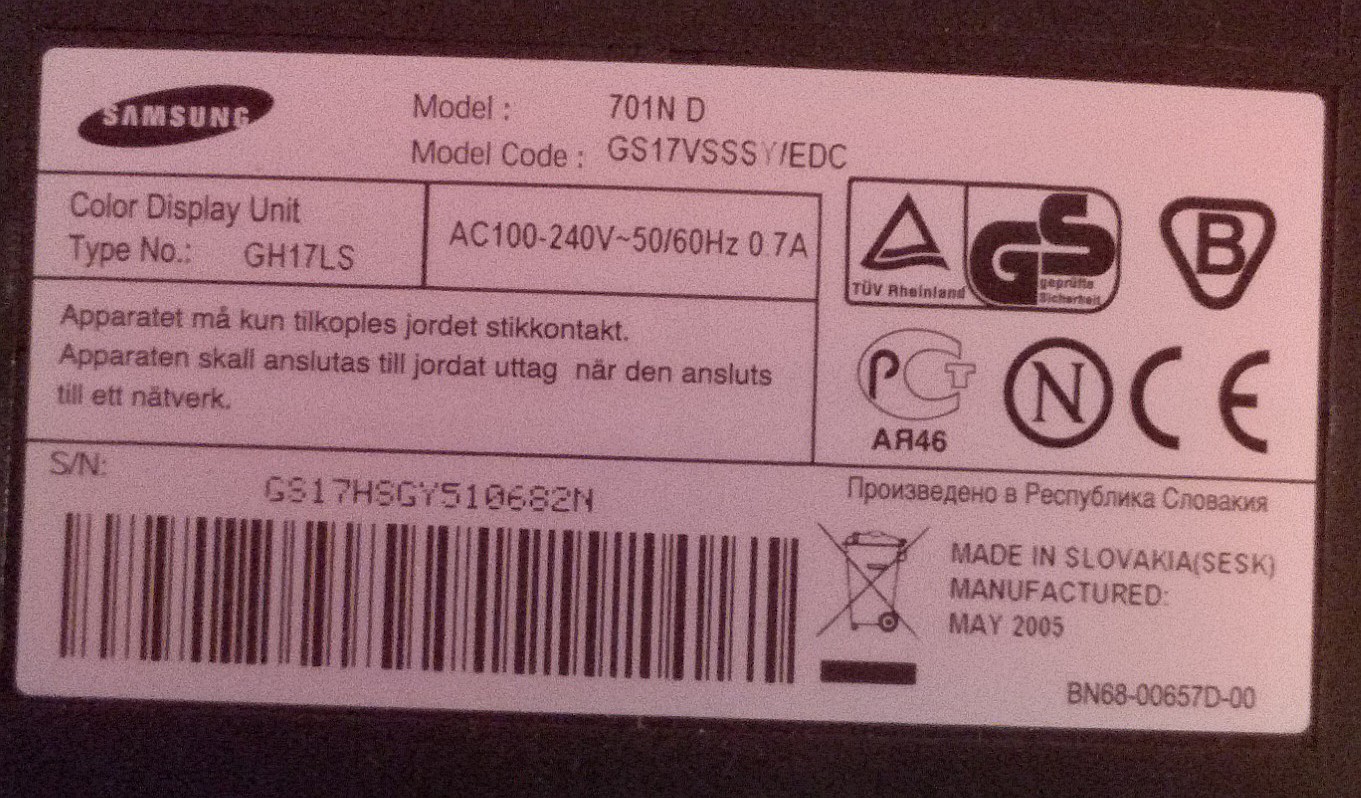 SAMSUNG
Model : 701N D
Model Code : GS17VSSSY/EDC
Color Display Unit
Type No.: GH17LS
AC100-240V~50/60Hz 0.7A
TÜV Rheinland
GS
geprüfte
Sicherheit
B
Apparatet må kun tilkoples jordet stikkontakt.
Apparaten skall anslutas till jordat uttag när den ansluts
till ett nätverk.
PCT
АЯ46
N
CE
S/N:
GS17HSGY510682N
Произведено в Республика Словакия
MADE IN SLOVAKIA(SESK)
MANUFACTURED:
MAY 2005
BN68-00657D-00